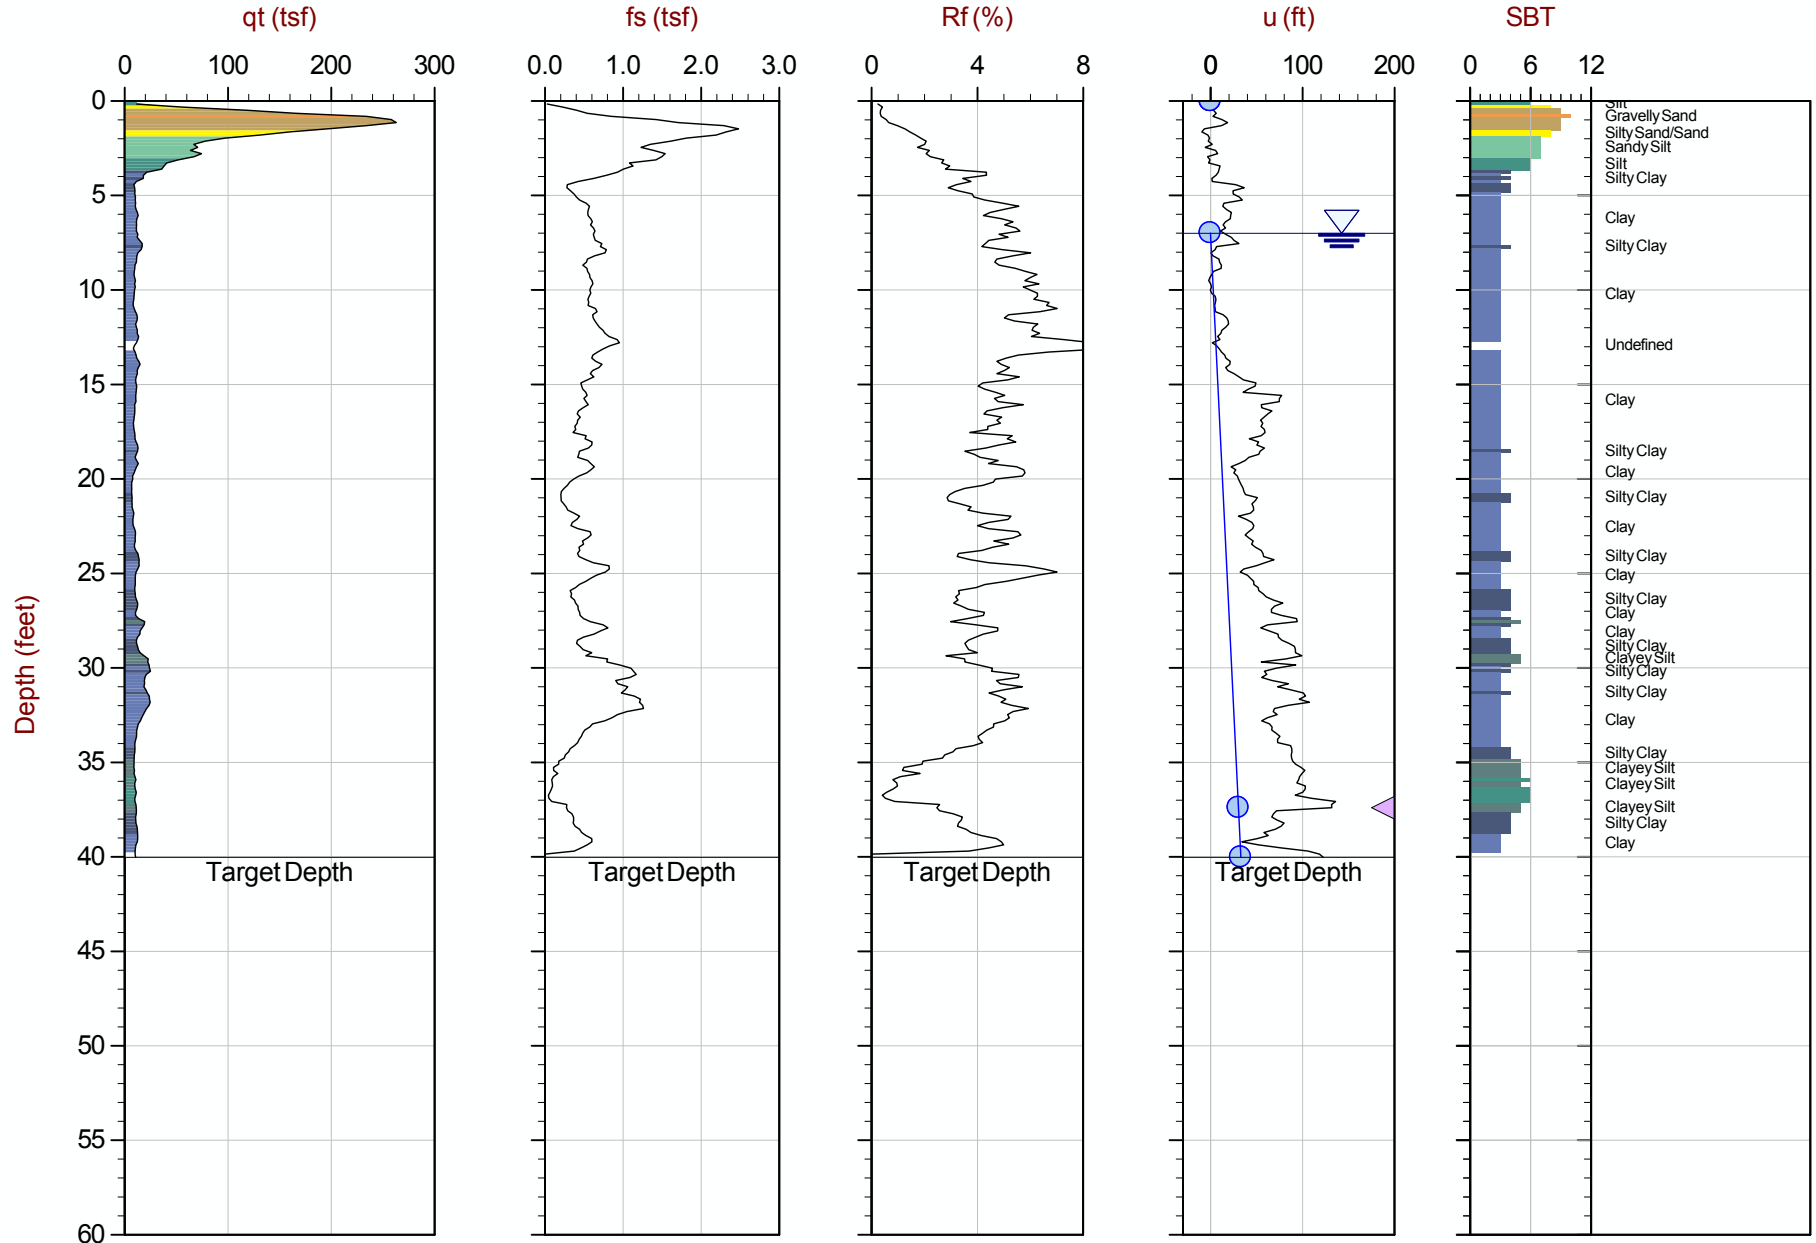 qt (tsf) fs (tsf) Rf (%) u (ft) SBT
0 100 200 300 0.0 1.0 2.0 3.0 0 4 8 0 100 200 0 6 12
0
Silt
Gravelly Sand
Silty Sand/Sand
Sandy Silt
Silt
Silty Clay
5
Clay
Silty Clay
10
Clay
Undefined
15
Clay
Silty Clay
Clay
20
Silty Clay
Clay
Silty Clay
25
Clay
Silty Clay
Clay
Clay
Silty Clay
Clayey Silt
30
Silty Clay
Silty Clay
Clay
Silty Clay
35
Clayey Silt
Clayey Silt
Clayey Silt
Silty Clay
Clay
40
Target Depth Target Depth Target Depth Target Depth
45
50
55
60
Depth (feet)